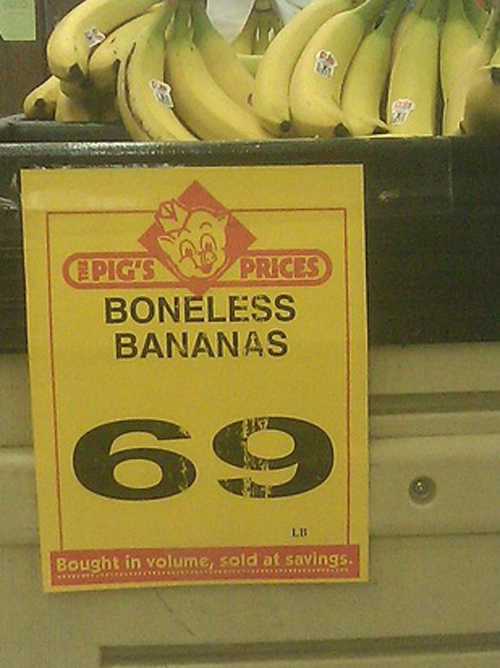 THE PIG'S PRICES
BONELESS
BANANAS
69
LB
Bought in volume, sold at savings.